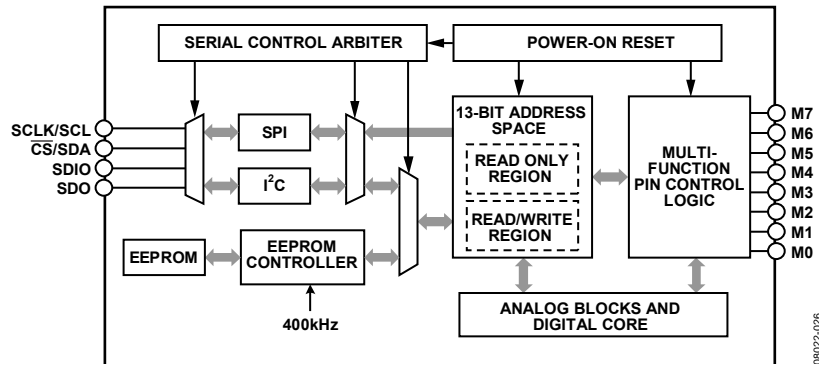 SERIAL CONTROL ARBITER
POWER-ON RESET
SCLK/SCL
CS/SDA
SDIO
SDO
SPI
I2C
13-BIT ADDRESS
SPACE
READ ONLY
REGION
READ/WRITE
REGION
MULTI-
FUNCTION
PIN CONTROL
LOGIC
M7
M6
M5
M4
M3
M2
M1
M0
EEPROM
EEPROM
CONTROLLER
400kHz
ANALOG BLOCKS AND
DIGITAL CORE
08022-026